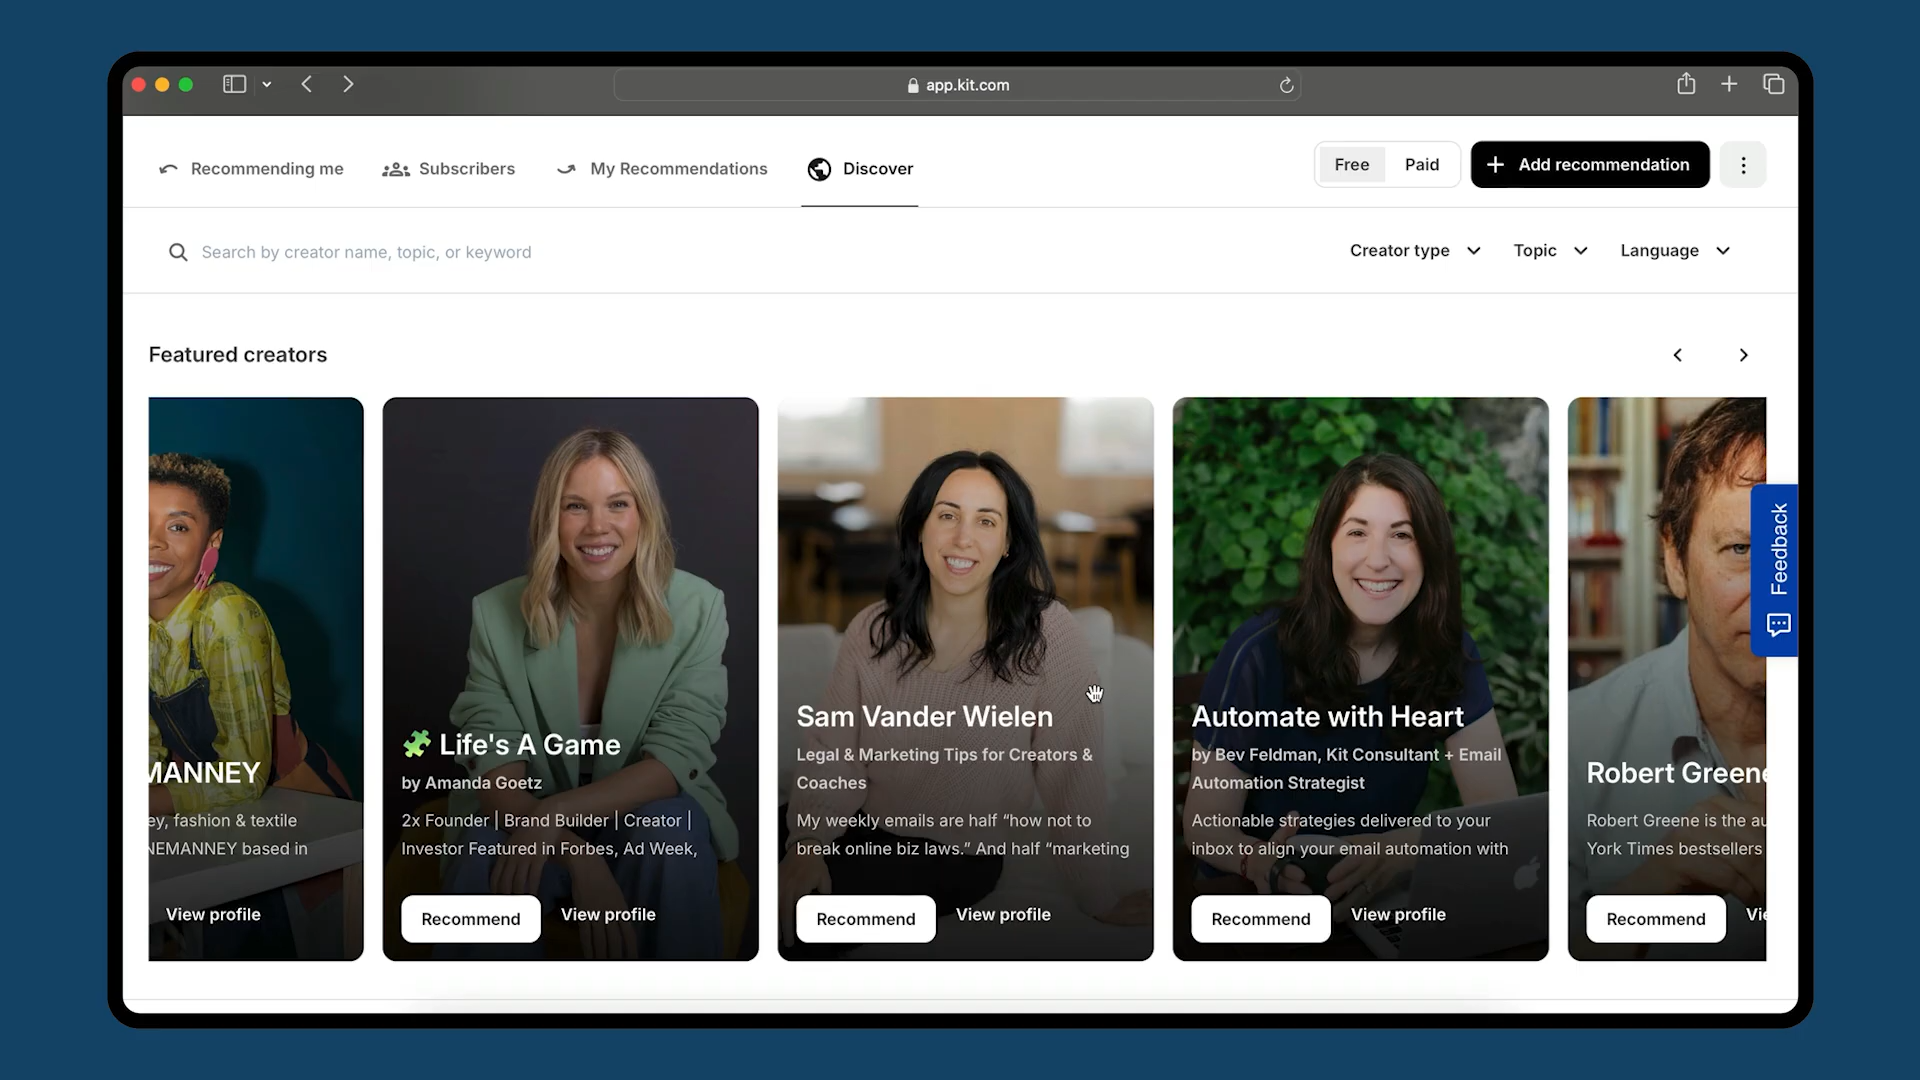 app.kit.com
Recommending me
Subscribers
My Recommendations
Discover
Free
Paid
+ Add recommendation
Search by creator name, topic, or keyword
Creator type
Topic
Language
Featured creators
MANNEY
ey, fashion & textile
NEMANNEY based in
View profile
🧩 Life's A Game
by Amanda Goetz
2x Founder | Brand Builder | Creator |
Investor Featured in Forbes, Ad Week,
Recommend
View profile
Sam Vander Wielen
Legal & Marketing Tips for Creators &
Coaches
My weekly emails are half “how not to
break online biz laws.” And half “marketing
Recommend
View profile
Automate with Heart
by Bev Feldman, Kit Consultant + Email
Automation Strategist
Actionable strategies delivered to your
inbox to align your email automation with
Recommend
View profile
Robert Greene
Robert Greene is the au
York Times bestsellers
Recommend
Vie
Feedback